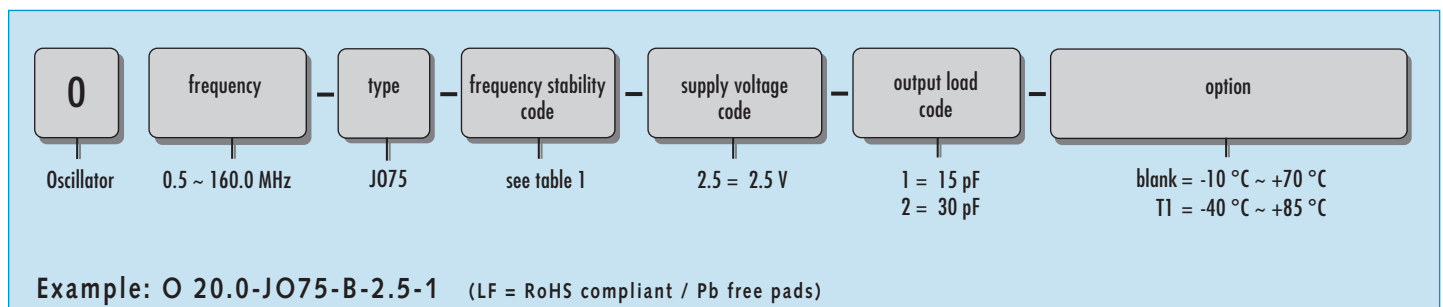 O
frequency
–
type
–
frequency stability
code
–
supply voltage
code
–
output load
code
–
option
Oscillator
0.5 ~ 160.0 MHz
JO75
see table 1
2.5 = 2.5 V
1 = 15 pF
2 = 30 pF
blank = -10 °C ~ +70 °C
T1 = -40 °C ~ +85 °C
Example: O 20.0-JO75-B-2.5-1 (LF = RoHS compliant / Pb free pads)